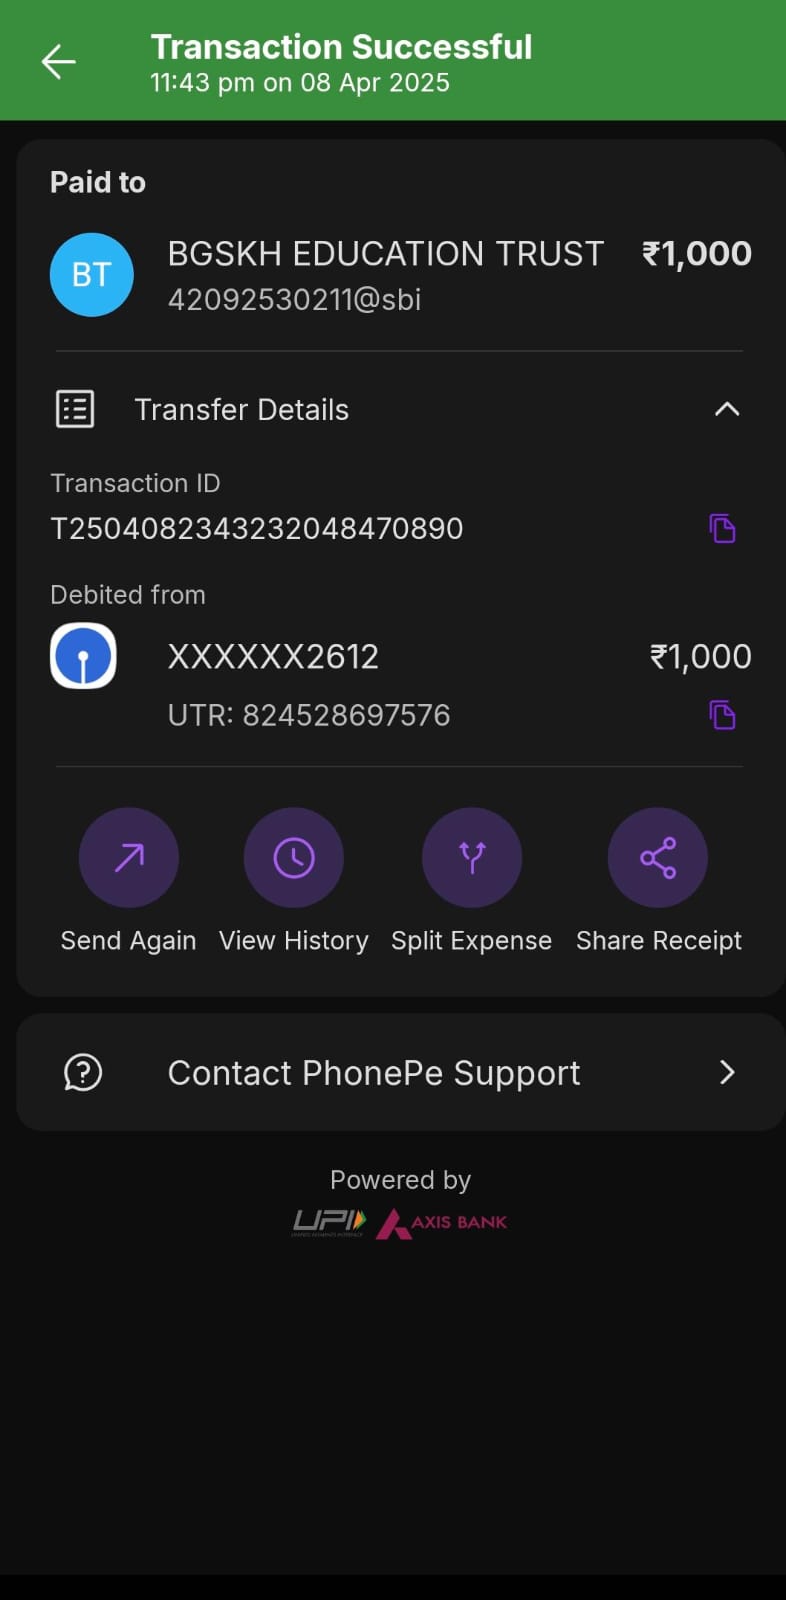 Transaction Successful
11:43 pm on 08 Apr 2025
Paid to
BT
BGSKH EDUCATION TRUST ₹1,000
42092530211@sbi
Transfer Details
Transaction ID
T2504082343232048470890
Debited from
XXXXXX2612 ₹1,000
UTR: 824528697576
Send Again View History Split Expense Share Receipt
Contact PhonePe Support
Powered by
UPI AXIS BANK